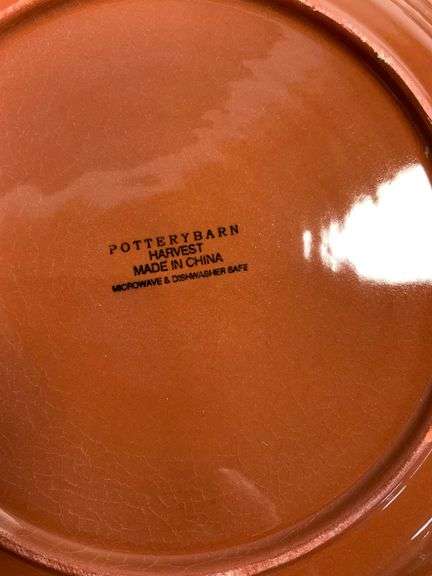 POTTERYBARN
HARVEST
MADE IN CHINA
MICROWAVE & DISHWASHER SAFE